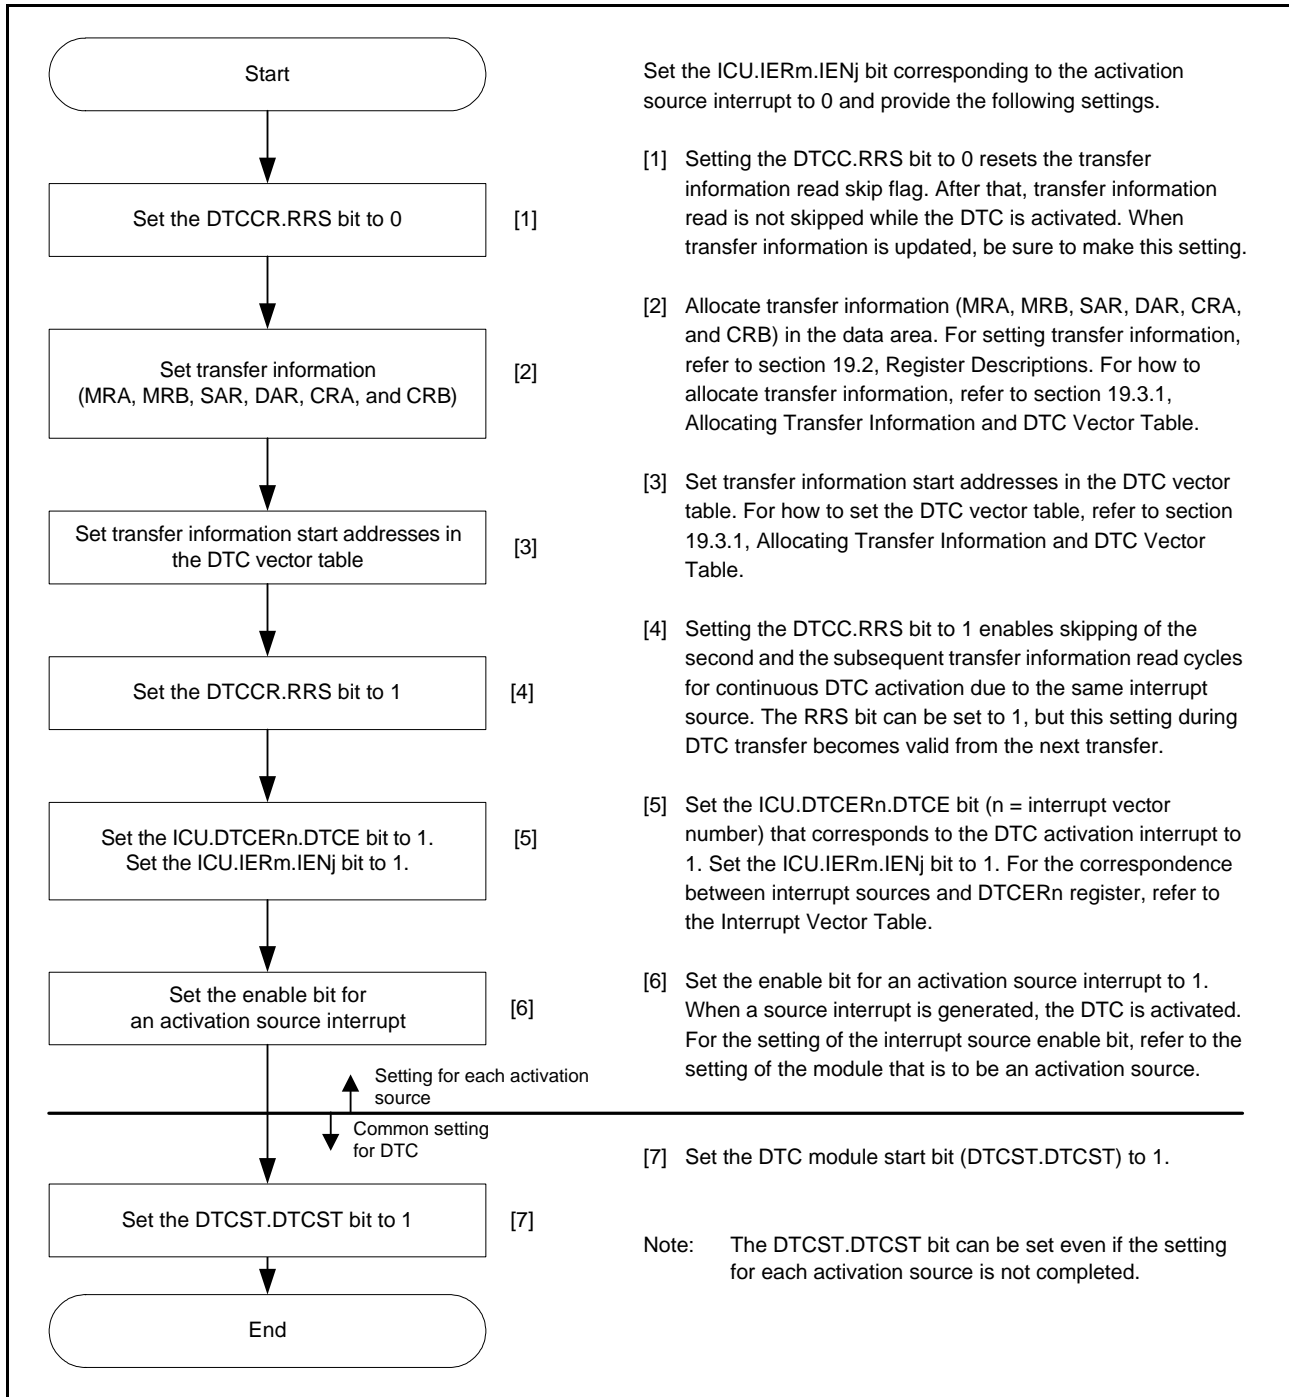 Start
Set the DTCCR.RRS bit to 0
[1]
Set transfer information
(MRA, MRB, SAR, DAR, CRA, and CRB)
[2]
Set transfer information start addresses in
the DTC vector table
[3]
Set the DTCCR.RRS bit to 1
[4]
Set the ICU.DTCERn.DTCE bit to 1.
Set the ICU.IERm.IENj bit to 1.
[5]
Set the enable bit for
an activation source interrupt
[6]
Setting for each activation
source
Common setting
for DTC
Set the DTCST.DTCST bit to 1
[7]
End
Set the ICU.IERm.IENj bit corresponding to the activation
source interrupt to 0 and provide the following settings.
[1] Setting the DTCC.RRS bit to 0 resets the transfer
information read skip flag. After that, transfer information
read is not skipped while the DTC is activated. When
transfer information is updated, be sure to make this setting.
[2] Allocate transfer information (MRA, MRB, SAR, DAR, CRA,
and CRB) in the data area. For setting transfer information,
refer to section 19.2, Register Descriptions. For how to
allocate transfer information, refer to section 19.3.1,
Allocating Transfer Information and DTC Vector Table.
[3] Set transfer information start addresses in the DTC vector
table. For how to set the DTC vector table, refer to section
19.3.1, Allocating Transfer Information and DTC Vector
Table.
[4] Setting the DTCC.RRS bit to 1 enables skipping of the
second and the subsequent transfer information read cycles
for continuous DTC activation due to the same interrupt
source. The RRS bit can be set to 1, but this setting during
DTC transfer becomes valid from the next transfer.
[5] Set the ICU.DTCERn.DTCE bit (n = interrupt vector
number) that corresponds to the DTC activation interrupt to
1. Set the ICU.IERm.IENj bit to 1. For the correspondence
between interrupt sources and DTCERn register, refer to
the Interrupt Vector Table.
[6] Set the enable bit for an activation source interrupt to 1.
When a source interrupt is generated, the DTC is activated.
For the setting of the interrupt source enable bit, refer to the
setting of the module that is to be an activation source.
[7] Set the DTC module start bit (DTCST.DTCST) to 1.
Note: The DTCST.DTCST bit can be set even if the setting
for each activation source is not completed.